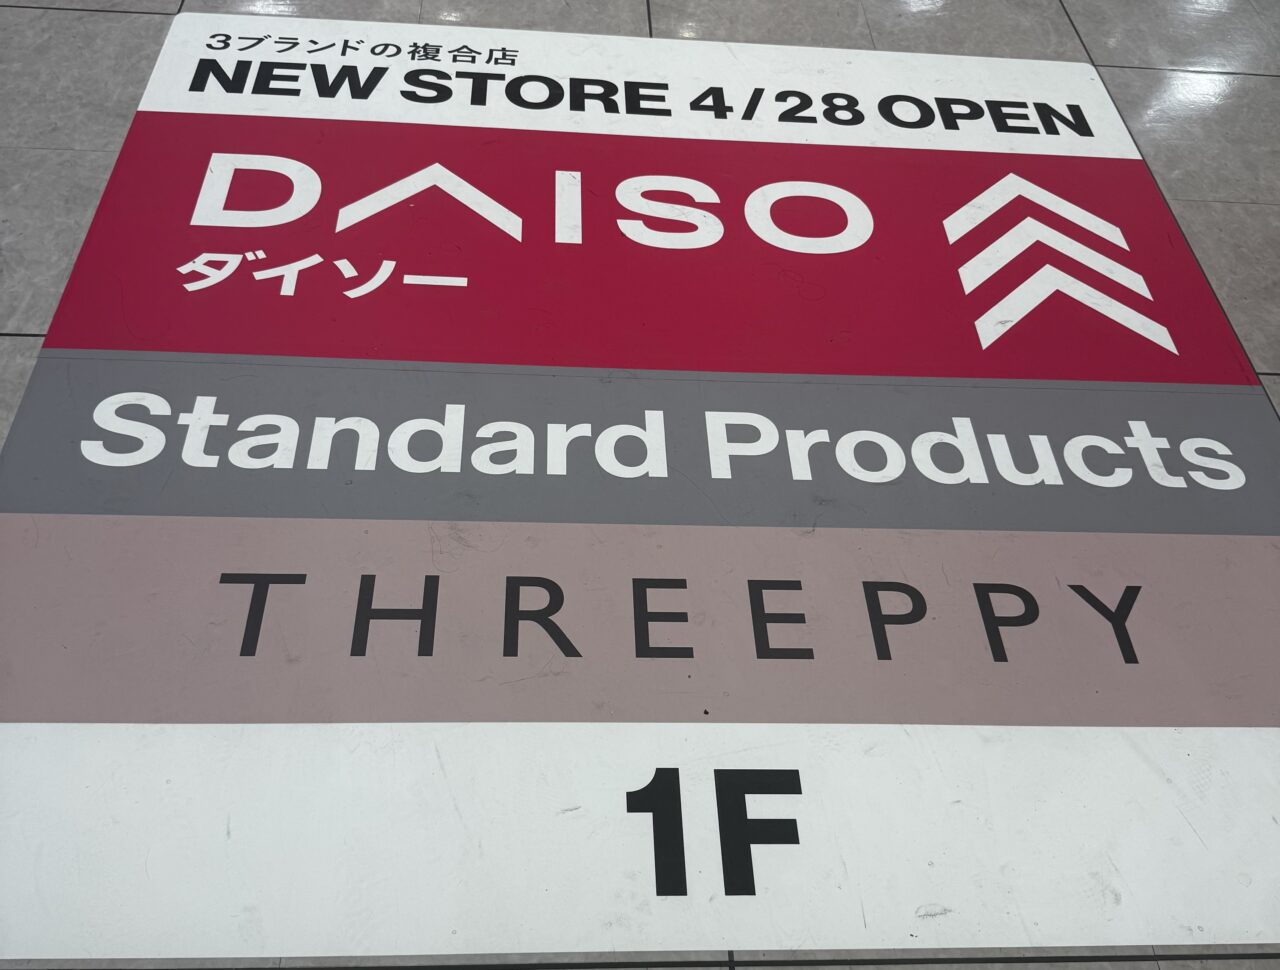 3ブランドの複合店
NEW STORE 4/28 OPEN
DAISO
ダイソー
Standard Products
THREEPPY
1F